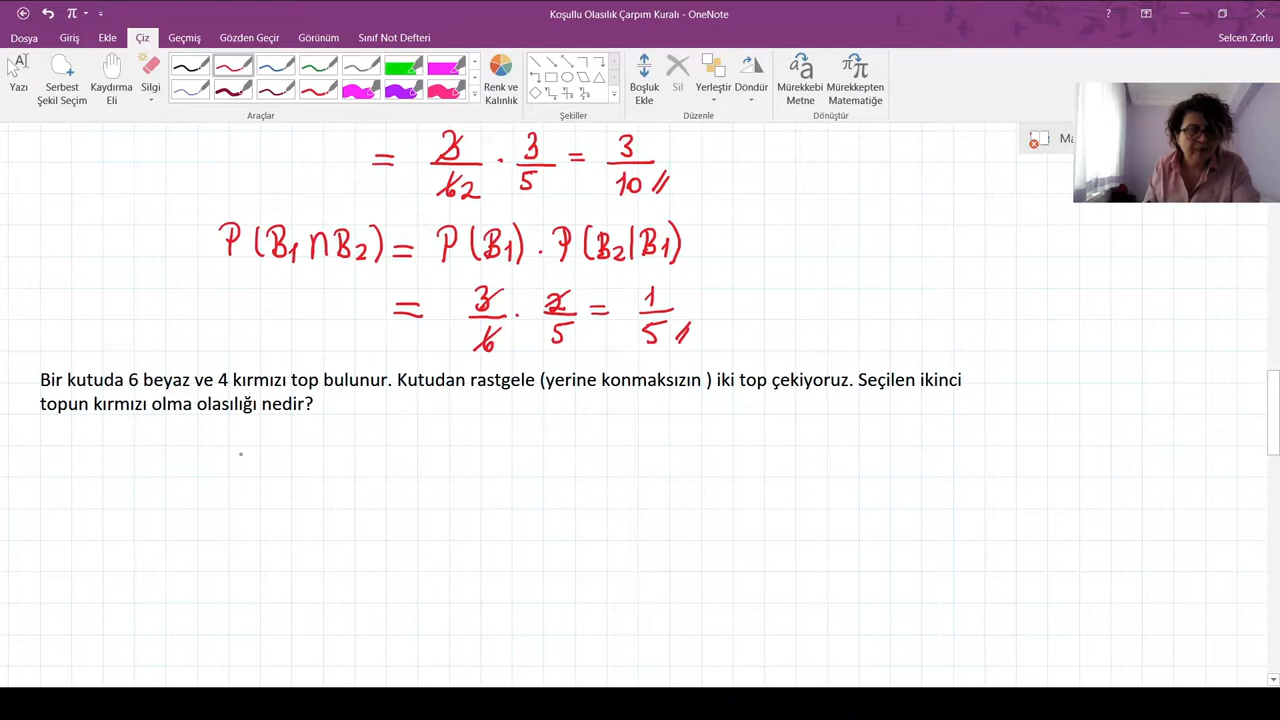 Koşullu Olasılık Çarpım Kuralı - OneNote
Dosya Giriş Ekle Çiz Geçmiş Gözden Geçir Görünüm Sınıf Not Defteri
Selcen Zorlu
Yazı
Serbest Şekil Seçim
Kaydırma Eli
Silgi
Renk ve Kalınlık
Boşluk Ekle
Sil
Yerleştir
Döndür
Mürekkebi Metne
Mürekkepten Matematiğe
Araçlar Şekiller Düzenle Dönüştür
Ma
= 3/6 2 . 3/5 = 3/10 //
P(B1 ∩ B2) = P(B1) . P(B2|B1)
= 3/6 . 2/5 = 1/5 //
Bir kutuda 6 beyaz ve 4 kırmızı top bulunur. Kutudan rastgele (yerine konmaksızın ) iki top çekiyoruz. Seçilen ikinci
topun kırmızı olma olasılığı nedir?